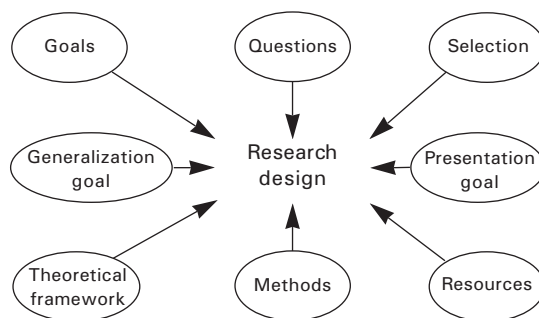 Goals
Questions
Selection
Generalization
goal
Research
design
Presentation
goal
Theoretical
framework
Methods
Resources